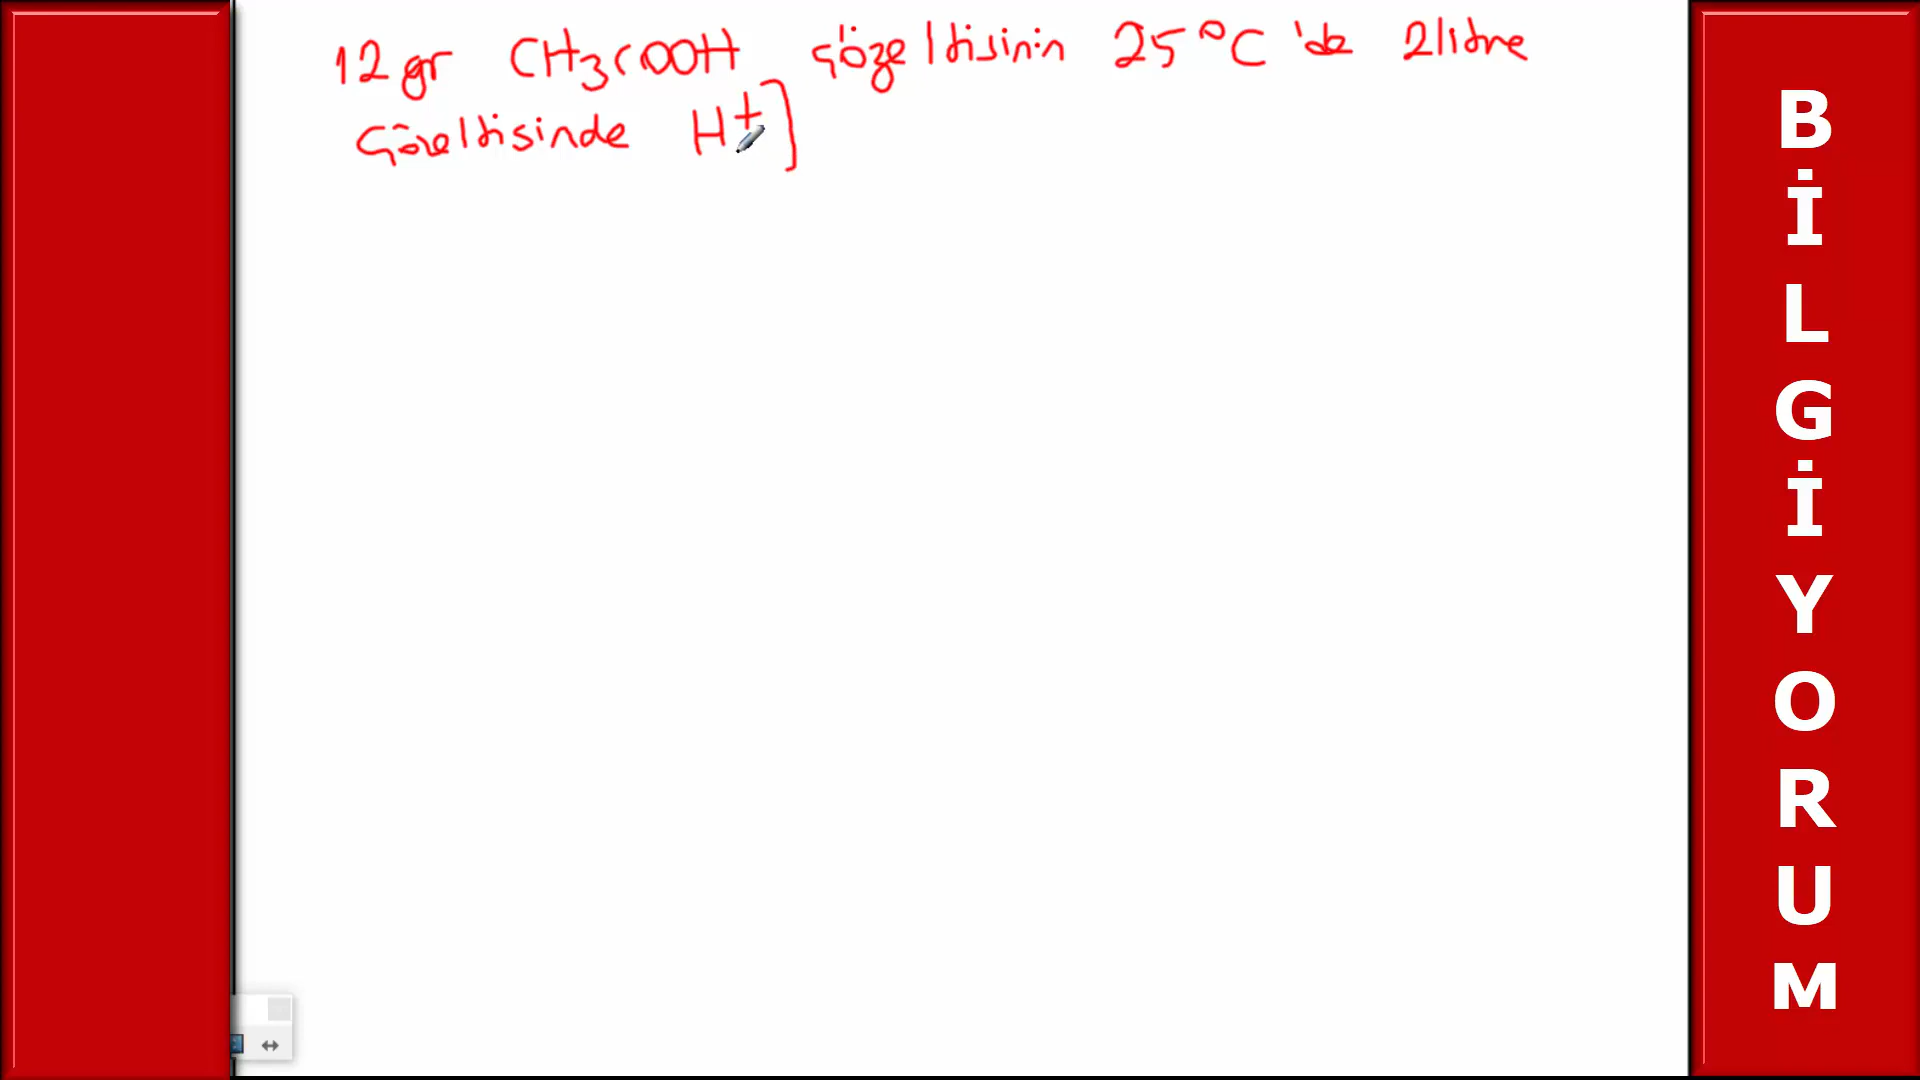 12 gr CH3COOH çözeltisinin 25°C 'de 2 litre
çözeltisinde H+]
BİLGİYORUM